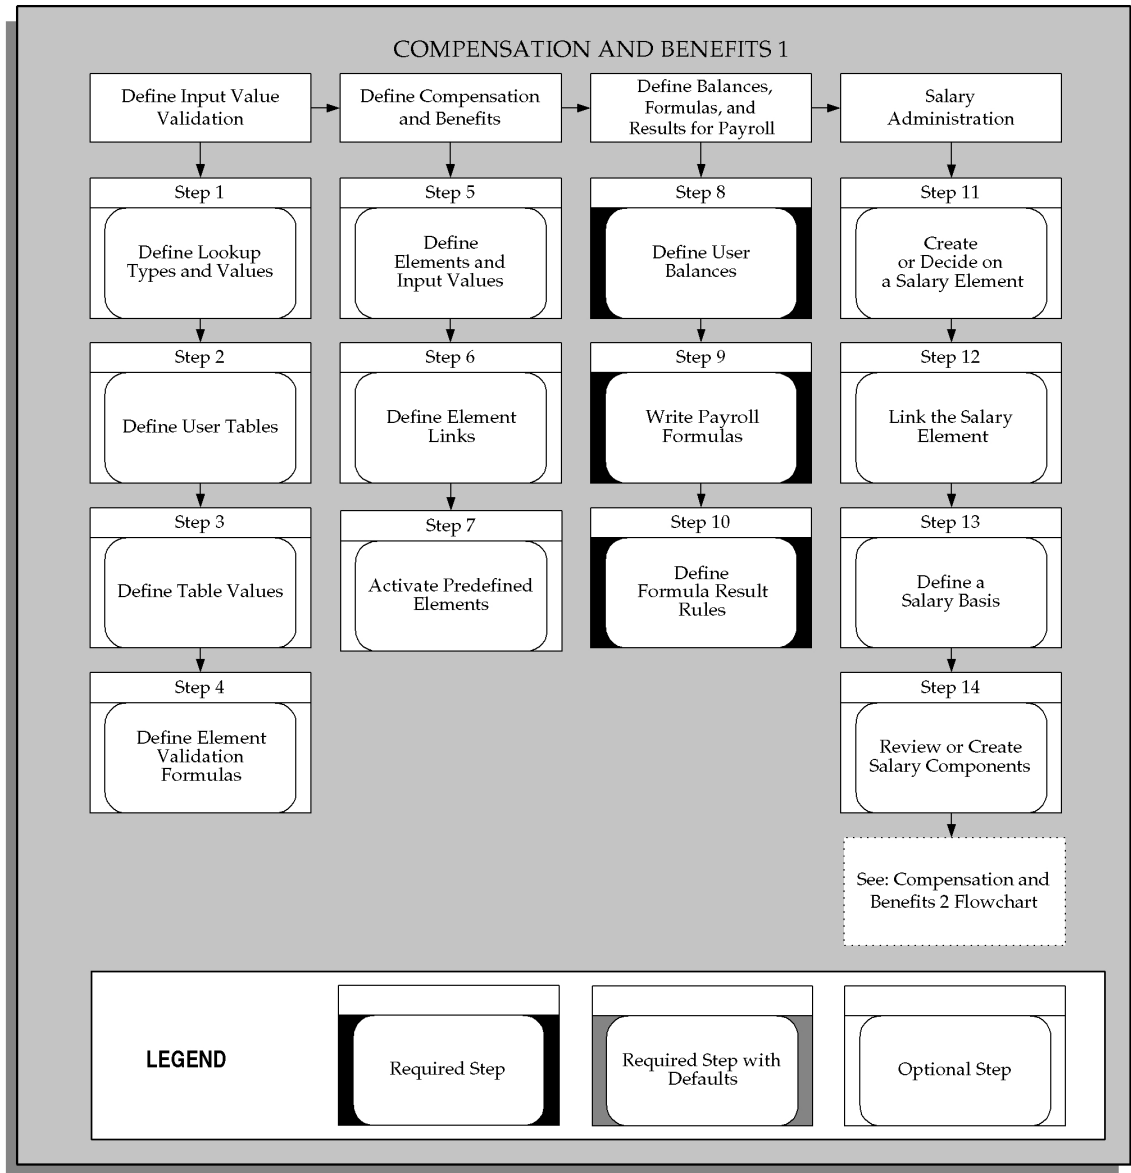 COMPENSATION AND BENEFITS 1
Define Input Value
Validation
Define Compensation
and Benefits
Define Balances,
Formulas, and
Results for Payroll
Salary
Administration
Step 1
Define Lookup
Types and Values
Step 2
Define User Tables
Step 3
Define Table Values
Step 4
Define Element
Validation
Formulas
Step 5
Define
Elements and
Input Values
Step 6
Define Element
Links
Step 7
Activate Predefined
Elements
Step 8
Define User
Balances
Step 9
Write Payroll
Formulas
Step 10
Define
Formula Result
Rules
Step 11
Create
or Decide on
a Salary Element
Step 12
Link the Salary
Element
Step 13
Define a
Salary Basis
Step 14
Review or Create
Salary Components
See: Compensation and
Benefits 2 Flowchart
LEGEND
Required Step
Required Step with
Defaults
Optional Step